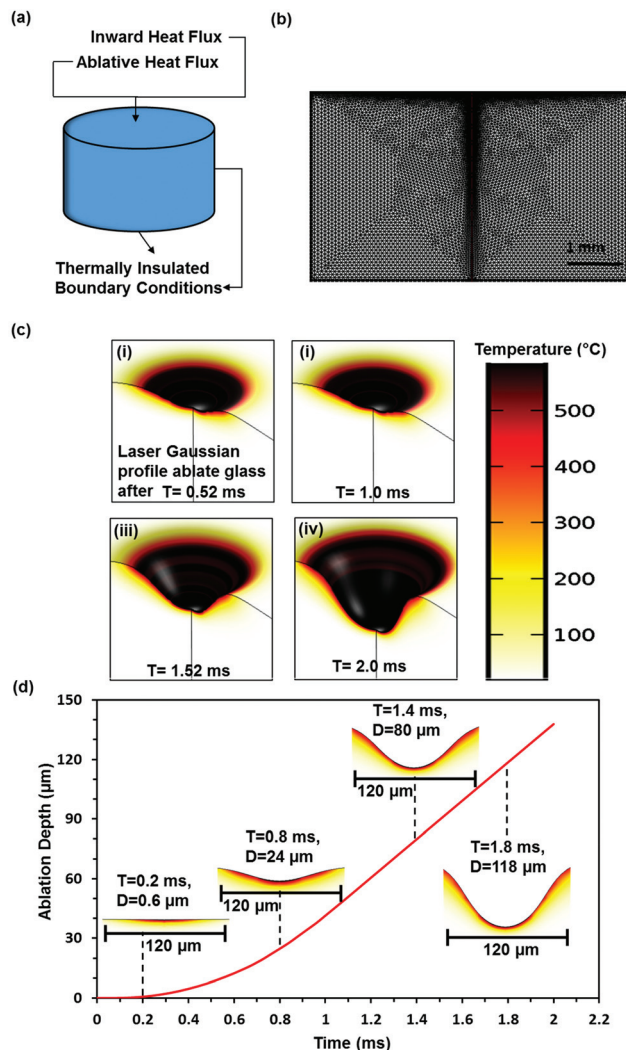 (a)
Inward Heat Flux
Ablative Heat Flux
Thermally Insulated
Boundary Conditions
(b)
1 mm
(c)
(i)
Laser Gaussian
profile ablate glass
after T= 0.52 ms
(i)
T= 1.0 ms
(iii)
T= 1.52 ms
(iv)
T= 2.0 ms
Temperature (°C)
500
400
300
200
100
(d)
Ablation Depth (µm)
150
120
90
60
30
0
T=0.2 ms,
D=0.6 µm
120 µm
T=0.8 ms,
D=24 µm
120 µm
T=1.4 ms,
D=80 µm
120 µm
T=1.8 ms,
D=118 µm
120 µm
0 0.2 0.4 0.6 0.8 1 1.2 1.4 1.6 1.8 2 2.2
Time (ms)